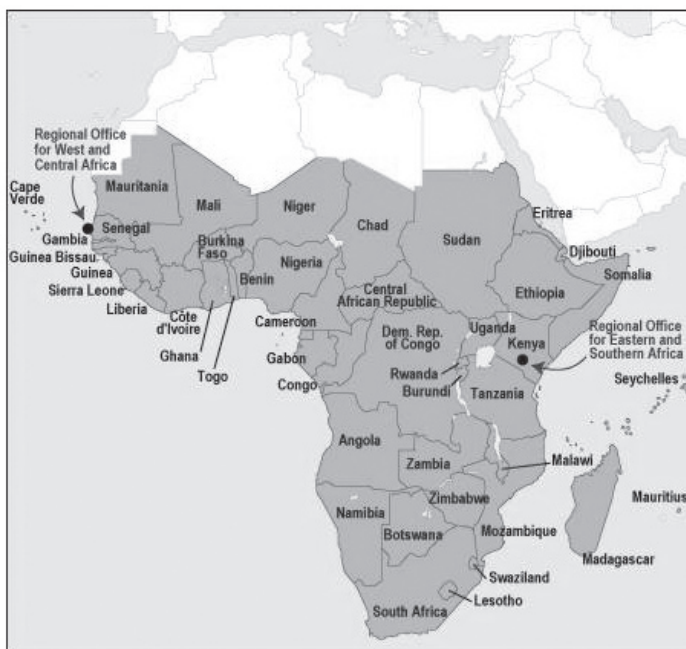 Regional Office
for West and
Central Africa
Cape
Verde
Mauritania
Mali
Niger
Chad
Sudan
Eritrea
Senegal
Gambia
Burkina
Faso
Djibouti
Guinea Bissau
Guinea
Benin
Nigeria
Somalia
Sierra Leone
Ethiopia
Liberia
Côte
d'Ivoire
Central
African Republic
Cameroon
Ghana
Togo
Dem. Rep.
of Congo
Uganda
Kenya
Regional Office
for Eastern and
Southern Africa
Gabon
Congo
Rwanda
Burundi
Tanzania
Seychelles
Angola
Zambia
Malawi
Zimbabwe
Mauritius
Namibia
Botswana
Mozambique
Madagascar
Swaziland
Lesotho
South Africa